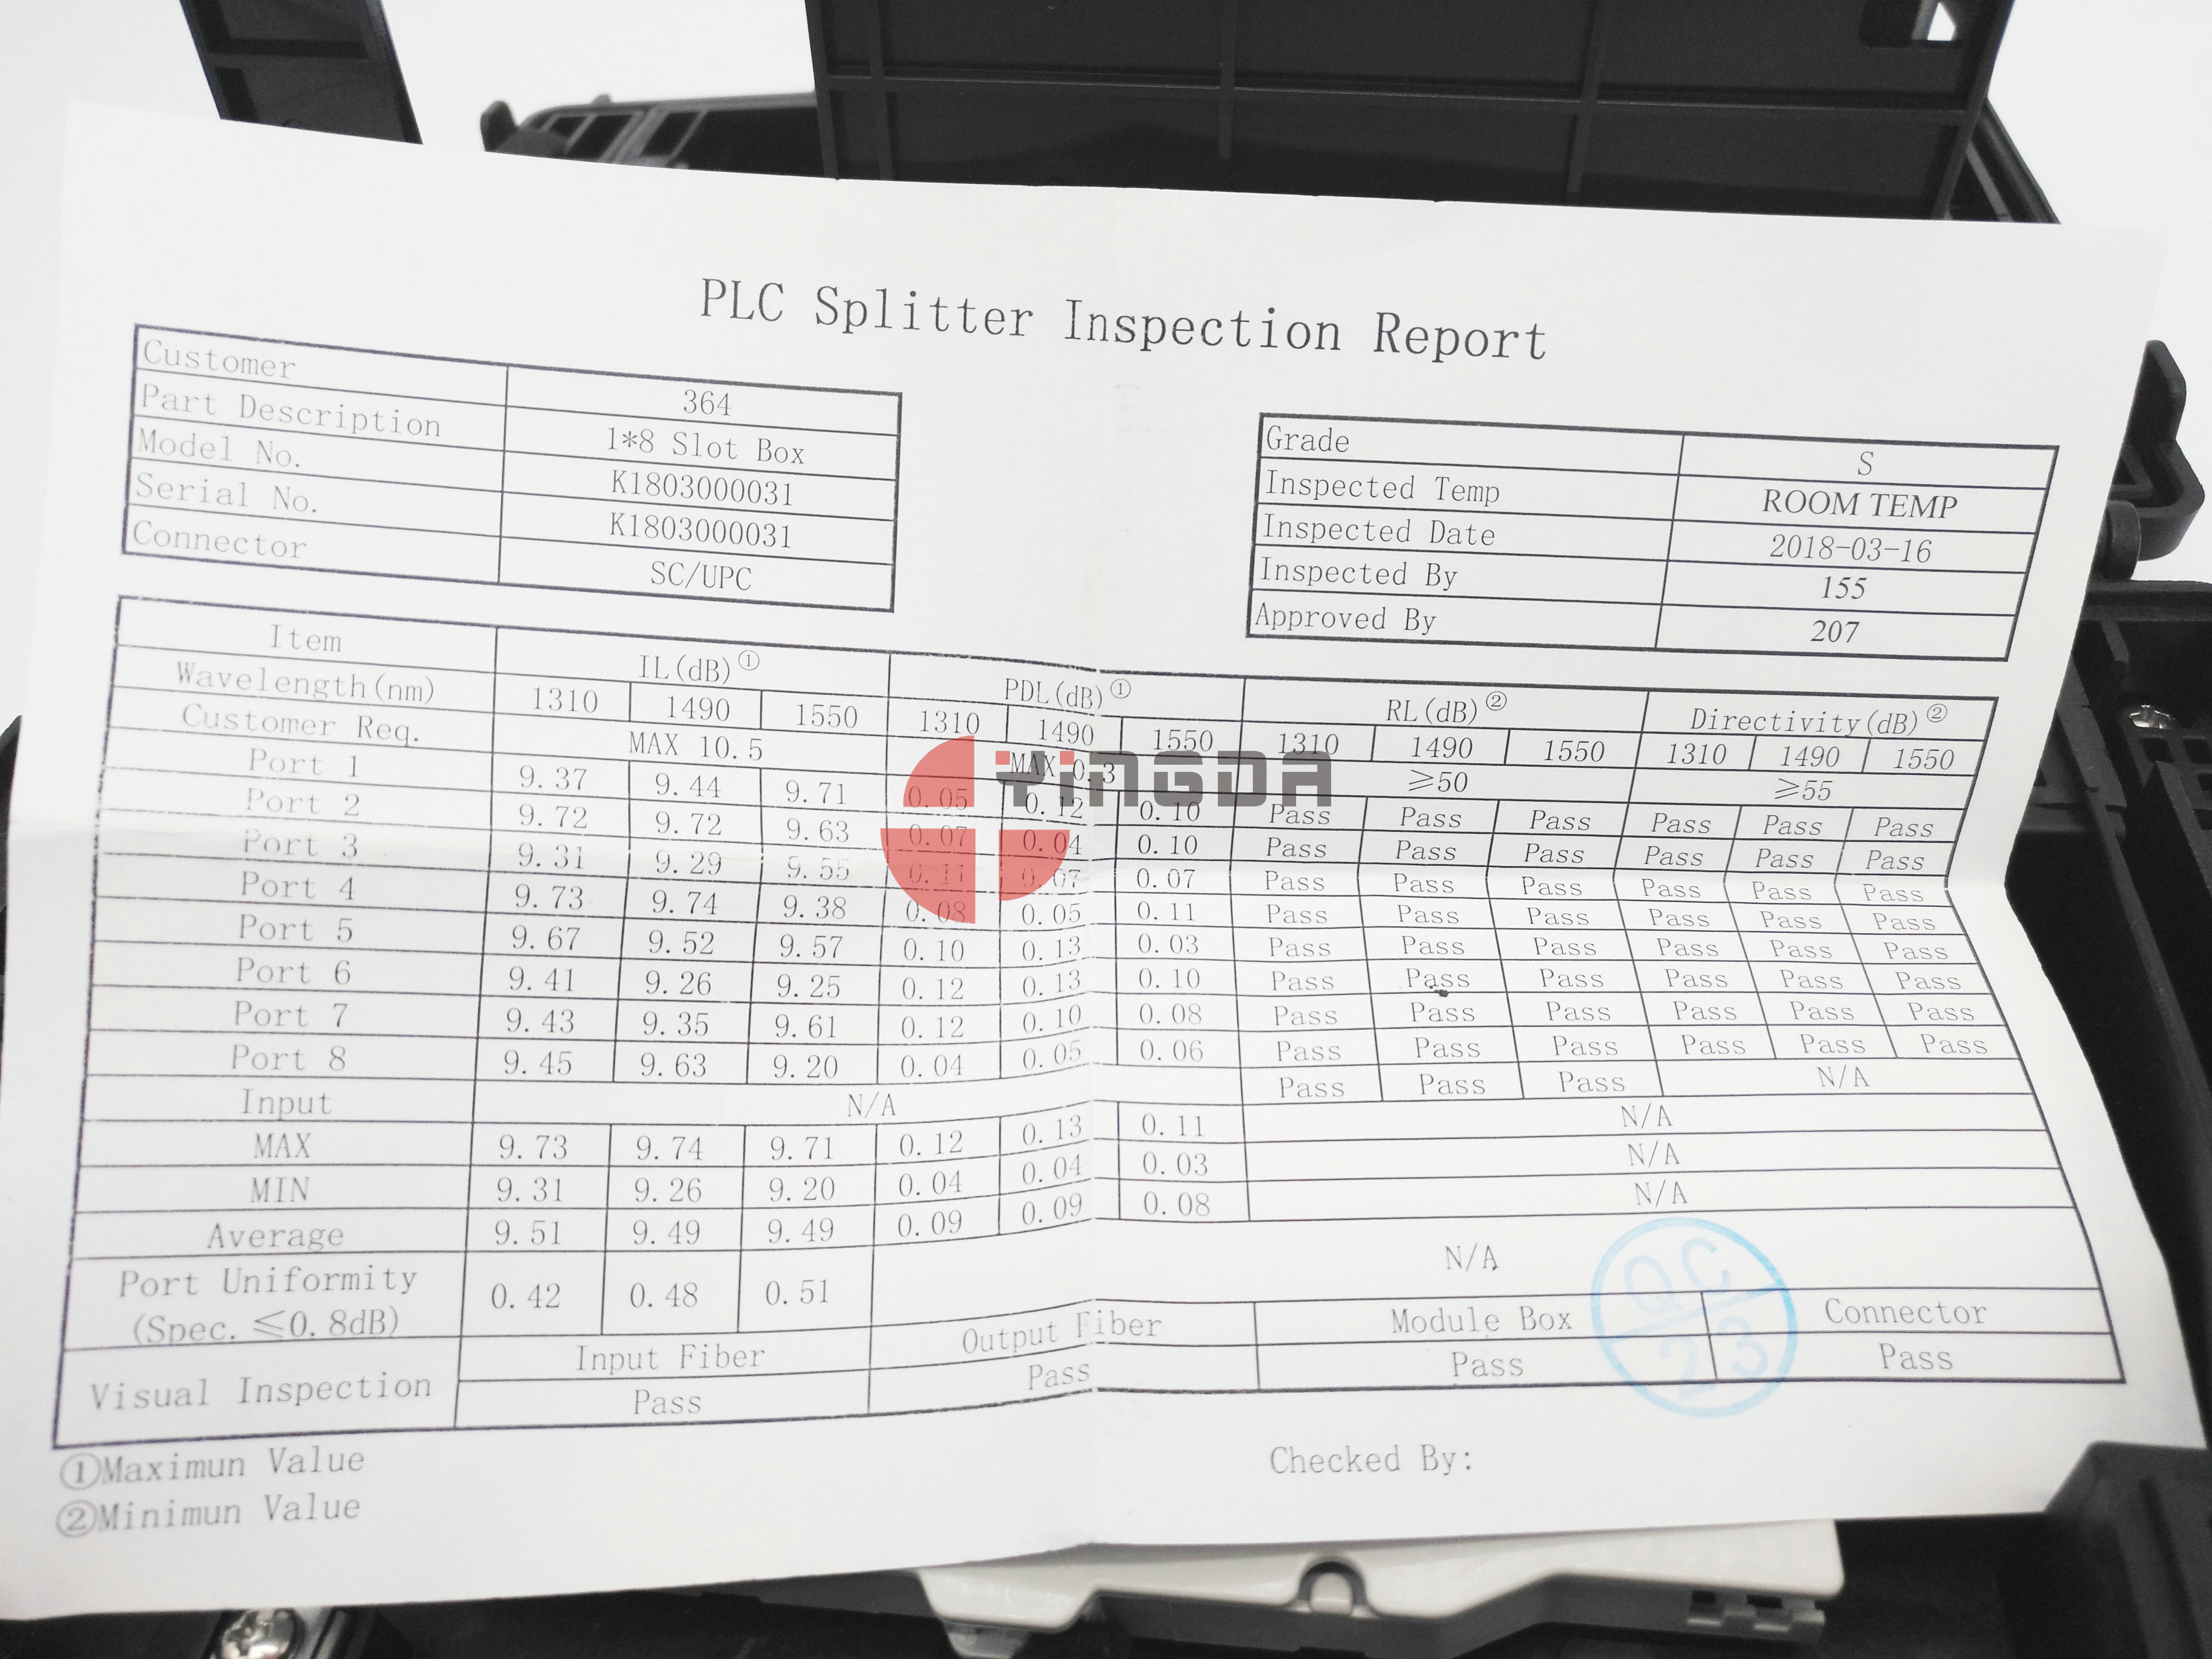 PLC Splitter Inspection Report
Customer 364
Part Description 1*8 Slot Box
Model No. K1803000031
Serial No. K1803000031
Connector SC/UPC
Grade S
Inspected Temp ROOM TEMP
Inspected Date 2018-03-16
Inspected By 155
Approved By 207
Item IL(dB)① PDL(dB)① RL(dB)② Directivity(dB)②
Wavelength(nm) 1310 1490 1550 1310 1490 1550 1310 1490 1550 1310 1490 1550
Customer Req. MAX 10.5 MAX 0.3 ≥50 ≥55
Port 1 9.37 9.44 9.71 0.05 0.12 0.10 Pass Pass Pass Pass Pass Pass
Port 2 9.72 9.72 9.63 0.07 0.04 0.10 Pass Pass Pass Pass Pass Pass
Port 3 9.31 9.29 9.55 0.11 0.07 0.07 Pass Pass Pass Pass Pass Pass
Port 4 9.73 9.74 9.38 0.08 0.05 0.11 Pass Pass Pass Pass Pass Pass
Port 5 9.67 9.52 9.57 0.10 0.13 0.03 Pass Pass Pass Pass Pass Pass
Port 6 9.41 9.26 9.25 0.12 0.13 0.10 Pass Pass Pass Pass Pass Pass
Port 7 9.43 9.35 9.61 0.12 0.10 0.08 Pass Pass Pass Pass Pass Pass
Port 8 9.45 9.63 9.20 0.04 0.05 0.06 Pass Pass Pass Pass Pass Pass
Input N/A Pass Pass Pass N/A
MAX 9.73 9.74 9.71 0.12 0.13 0.11 N/A
MIN 9.31 9.26 9.20 0.04 0.04 0.03 N/A
Average 9.51 9.49 9.49 0.09 0.09 0.08 N/A
Port Uniformity
(Spec. ≤0.8dB) 0.42 0.48 0.51 N/A
Visual Inspection Input Fiber Output Fiber Module Box Connector
Pass Pass Pass Pass
①Maximun Value
②Minimun Value
Checked By:
QC
23
YINGDA